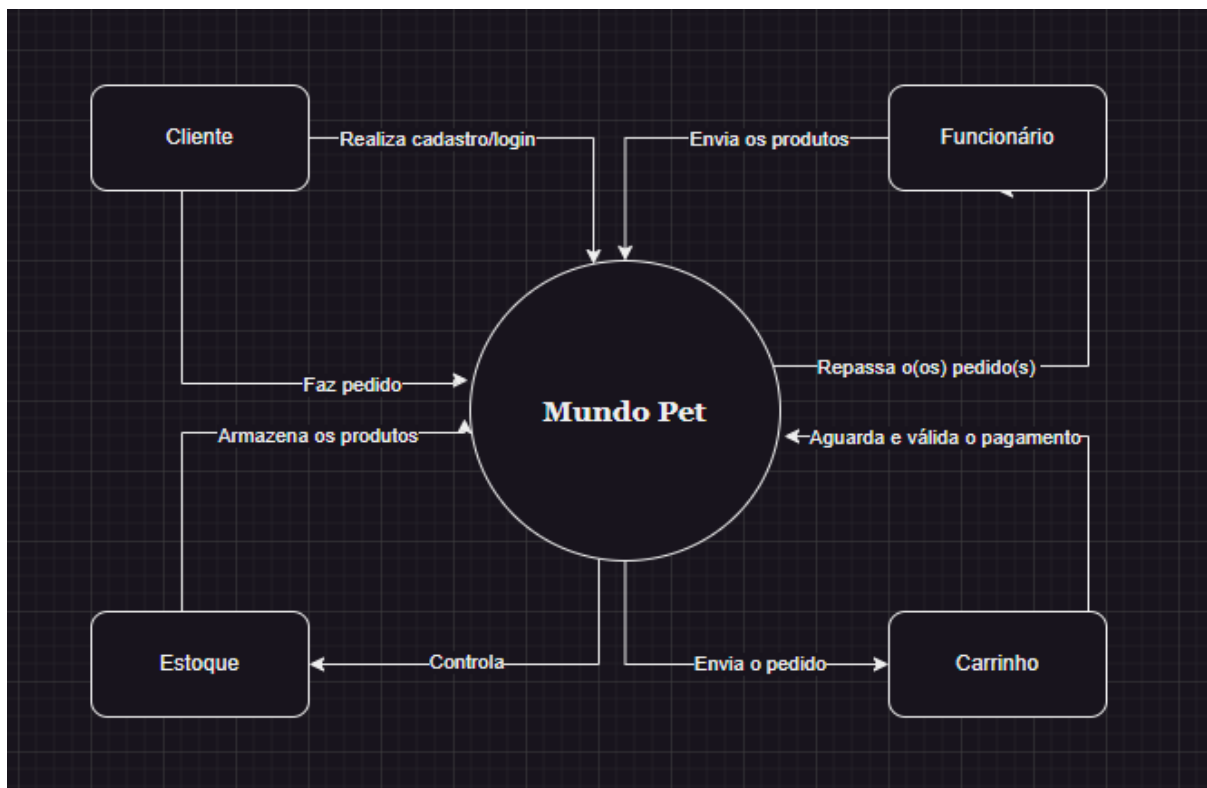 Cliente
Realiza cadastro/login
Envia os produtos
Funcionário
Faz pedido
Repassa o(os) pedido(s)
Mundo Pet
Armazena os produtos
Aguarda e válida o pagamento
Estoque
Controla
Envia o pedido
Carrinho